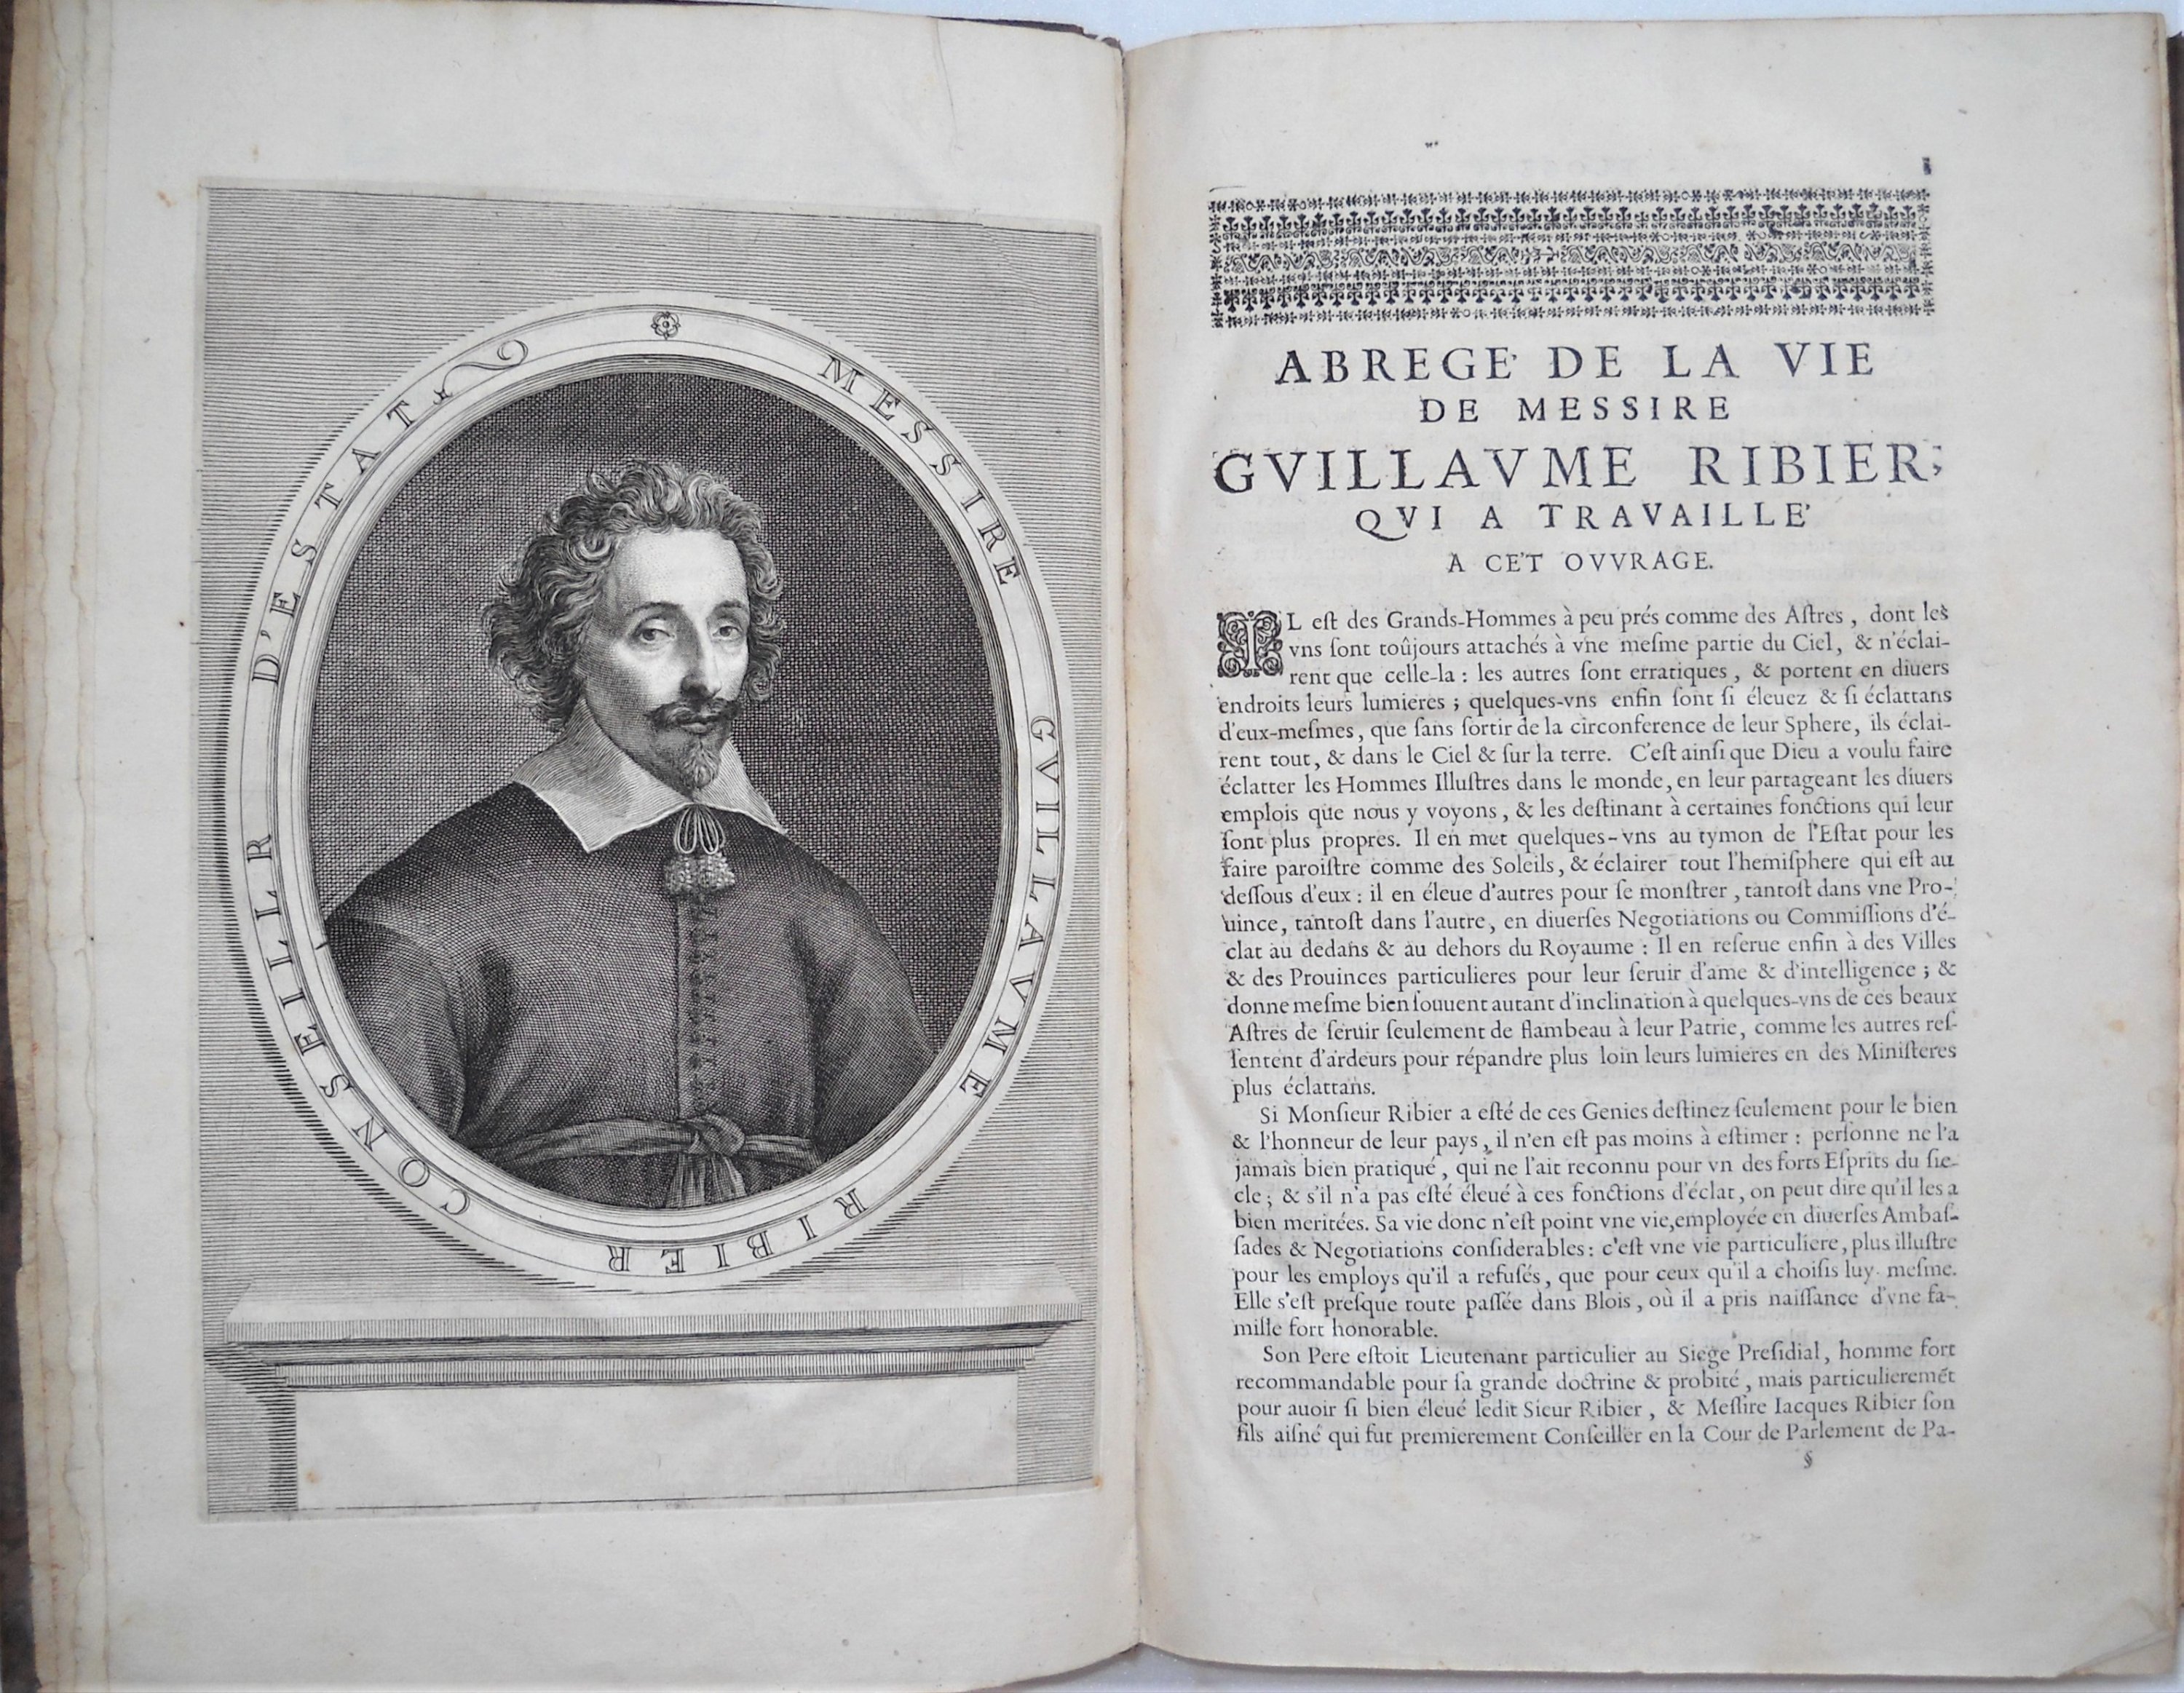 MESSIRE GVILLAVME RIBIER CONSEILLR D'ESTAT
ABREGE' DE LA VIE
DE MESSIRE
GVILLAVME RIBIER;
QVI A TRAVAILLE'
A CET OVVRAGE.
IL eſt des Grands-Hommes à peu prés comme des Aſtres, dont les
vns ſont toûjours attachés à vne meſme partie du Ciel, & n'éclai-
rent que celle-la : les autres ſont erratiques, & portent en diuers
endroits leurs lumieres ; quelques-vns enfin ſont ſi éleuez & ſi éclattans
d'eux-meſmes, que ſans ſortir de la circonference de leur Sphere, ils éclai-
rent tout, & dans le Ciel & ſur la terre. C'eſt ainſi que Dieu a voulu faire
éclatter les Hommes Illuſtres dans le monde, en leur partageant les diuers
emplois que nous y voyons, & les deſtinant à certaines fonctions qui leur
ſont plus propres. Il en met quelques-vns au tymon de l'Eſtat pour les
faire paroiſtre comme des Soleils, & éclairer tout l'hemiſphere qui eſt au
deſſous d'eux : il en éleue d'autres pour ſe monſtrer, tantoſt dans vne Pro-
uince, tantoſt dans l'autre, en diuerſes Negotiations ou Commiſſions d'é-
clat au dedans & au dehors du Royaume : Il en reſerue enfin à des Villes
& des Prouinces particulieres pour leur ſeruir d'ame & d'intelligence ; &
donne meſme bien ſouuent autant d'inclination à quelques-vns de ces beaux
Aſtres de ſeruir ſeulement de flambeau à leur Patrie, comme les autres reſ-
ſentent d'ardeurs pour répandre plus loin leurs lumieres en des Miniſteres
plus éclattans.
Si Monſieur Ribier a eſté de ces Genies deſtinez ſeulement pour le bien
& l'honneur de leur pays, il n'en eſt pas moins à eſtimer : perſonne ne l'a
jamais bien pratiqué, qui ne l'ait reconnu pour vn des forts Eſprits du ſie-
cle ; & s'il n'a pas eſté éleué à ces fonctions d'éclat, on peut dire qu'il les a
bien meritées. Sa vie donc n'eſt point vne vie, employée en diuerſes Ambaſ-
ſades & Negotiations conſiderables : c'eſt vne vie particuliere, plus illuſtre
pour les employs qu'il a refuſés, que pour ceux qu'il a choiſis luy-meſme.
Elle s'eſt preſque toute paſſée dans Blois, où il a pris naiſſance d'vne fa-
mille fort honorable.
Son Pere eſtoit Lieutenant particulier au Siege Preſidial, homme fort
recommandable pour ſa grande doctrine & probité, mais particulieremẽt
pour auoir ſi bien éleué ledit Sieur Ribier, & Meſſire Iacques Ribier ſon
fils aiſné qui fut premierement Conſeiller en la Cour de Parlement de Pa-
§